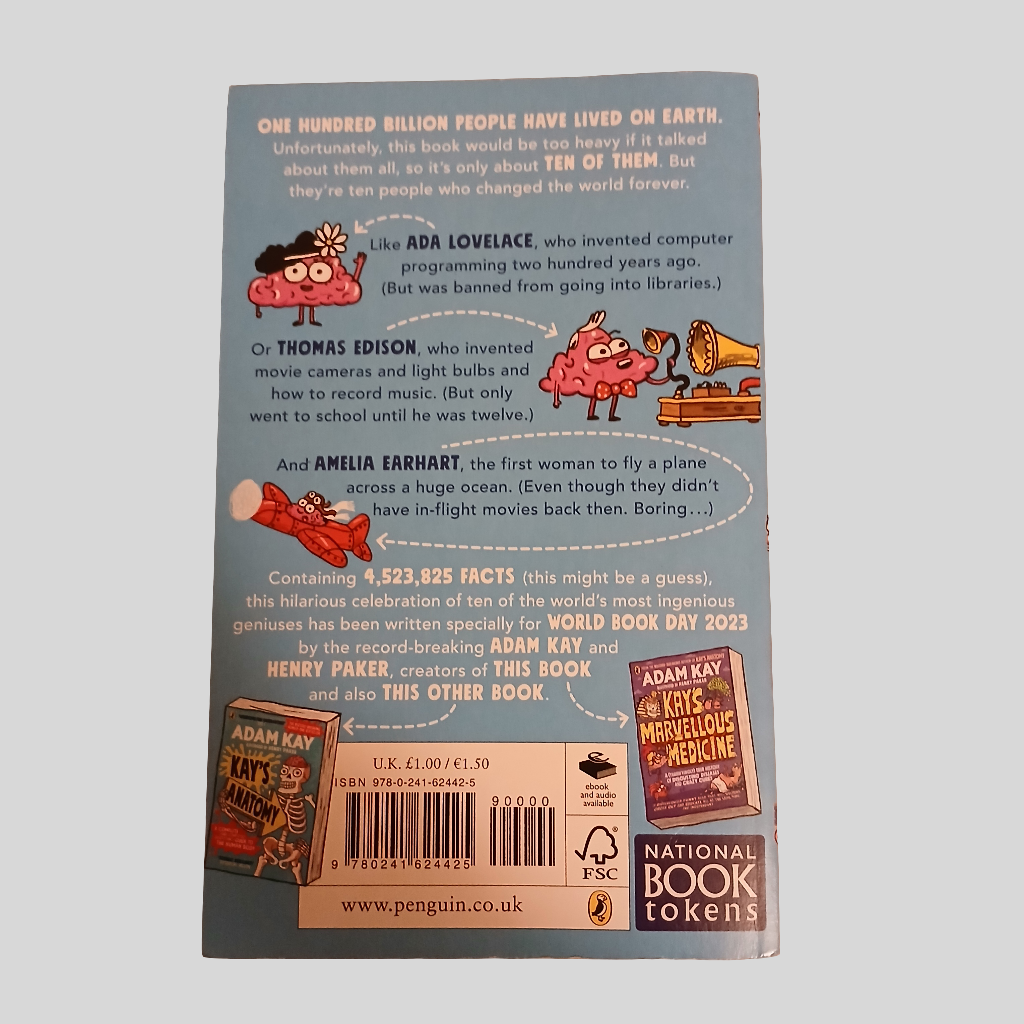 ONE HUNDRED BILLION PEOPLE HAVE LIVED ON EARTH.
Unfortunately, this book would be too heavy if it talked
about them all, so it's only about TEN OF THEM. But
they're ten people who changed the world forever.
Like ADA LOVELACE, who invented computer
programming two hundred years ago.
(But was banned from going into libraries.)
Or THOMAS EDISON, who invented
movie cameras and light bulbs and
how to record music. (But only
went to school until he was twelve.)
And AMELIA EARHART, the first woman to fly a plane
across a huge ocean. (Even though they didn't
have in-flight movies back then. Boring...)
Containing 4,523,825 FACTS (this might be a guess),
this hilarious celebration of ten of the world's most ingenious
geniuses has been written specially for WORLD BOOK DAY 2023
by the record-breaking ADAM KAY and
HENRY PAKER, creators of THIS BOOK
and also THIS OTHER BOOK.
ADAM KAY
KAY'S
MARVELLOUS
MEDICINE
ADAM KAY
KAY'S
ANATOMY
U.K. £1.00 / €1.50
ISBN 978-0-241-62442-5
90000
9 780241 624425
ebook
and audio
available
FSC
www.penguin.co.uk
NATIONAL
BOOK
tokens